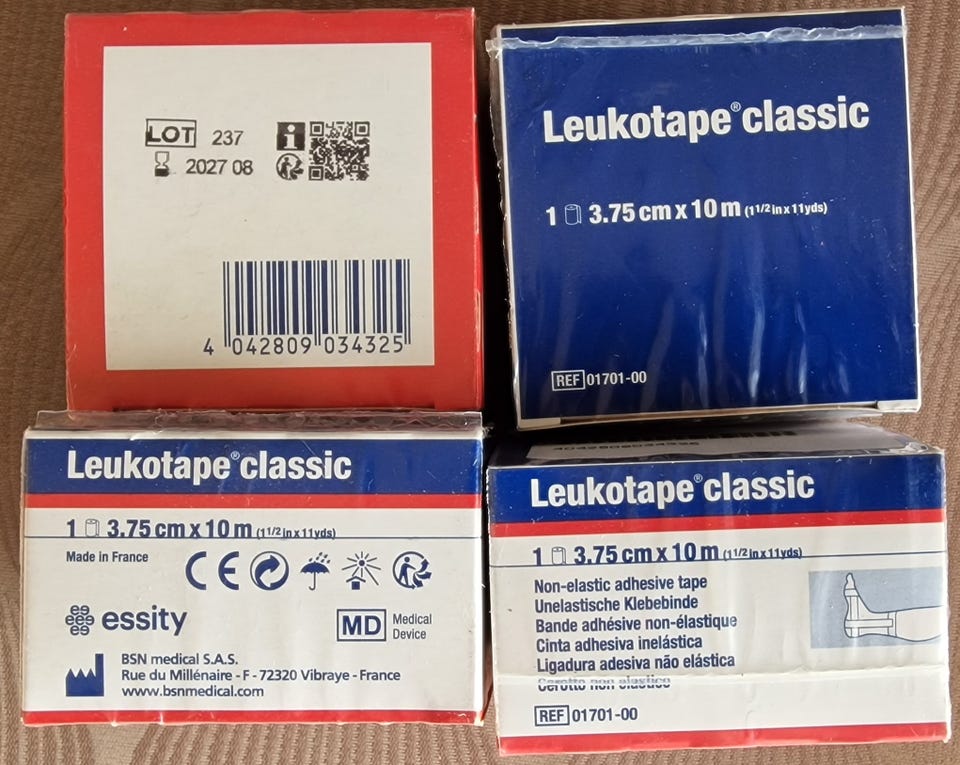 LOT 237
2027 08
4 042809 034325
Leukotape® classic
1 3.75 cm x 10 m (1 1/2 in x 11 yds)
REF 01701-00
Leukotape® classic
1 3.75 cm x 10 m (1 1/2 in x 11 yds)
Made in France
CE
essity
MD Medical
Device
BSN medical S.A.S.
Rue du Millénaire - F - 72320 Vibraye - France
www.bsnmedical.com
Leukotape® classic
1 3.75 cm x 10 m (1 1/2 in x 11 yds)
Non-elastic adhesive tape
Unelastische Klebebinde
Bande adhésive non-élastique
Cinta adhesiva inelástica
Ligadura adesiva não elástica
Cerotto non elastico
REF 01701-00